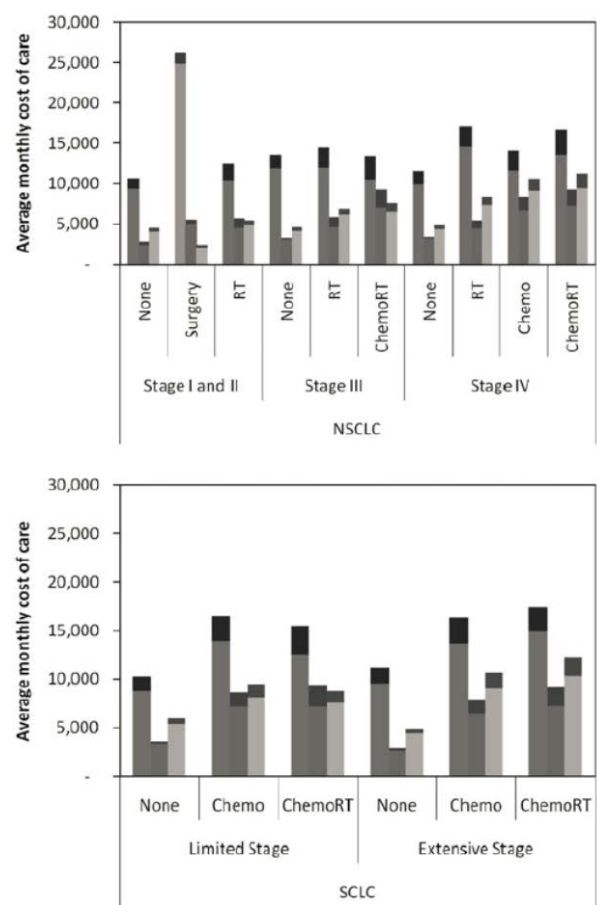 Average monthly cost of care
30,000
25,000
20,000
15,000
10,000
5,000
-
None
Surgery
RT
None
RT
ChemoRT
None
RT
Chemo
ChemoRT
Stage I and II
Stage III
Stage IV
NSCLC
Average monthly cost of care
30,000
25,000
20,000
15,000
10,000
5,000
-
None Chemo ChemoRT None Chemo ChemoRT
Limited Stage Extensive Stage
SCLC